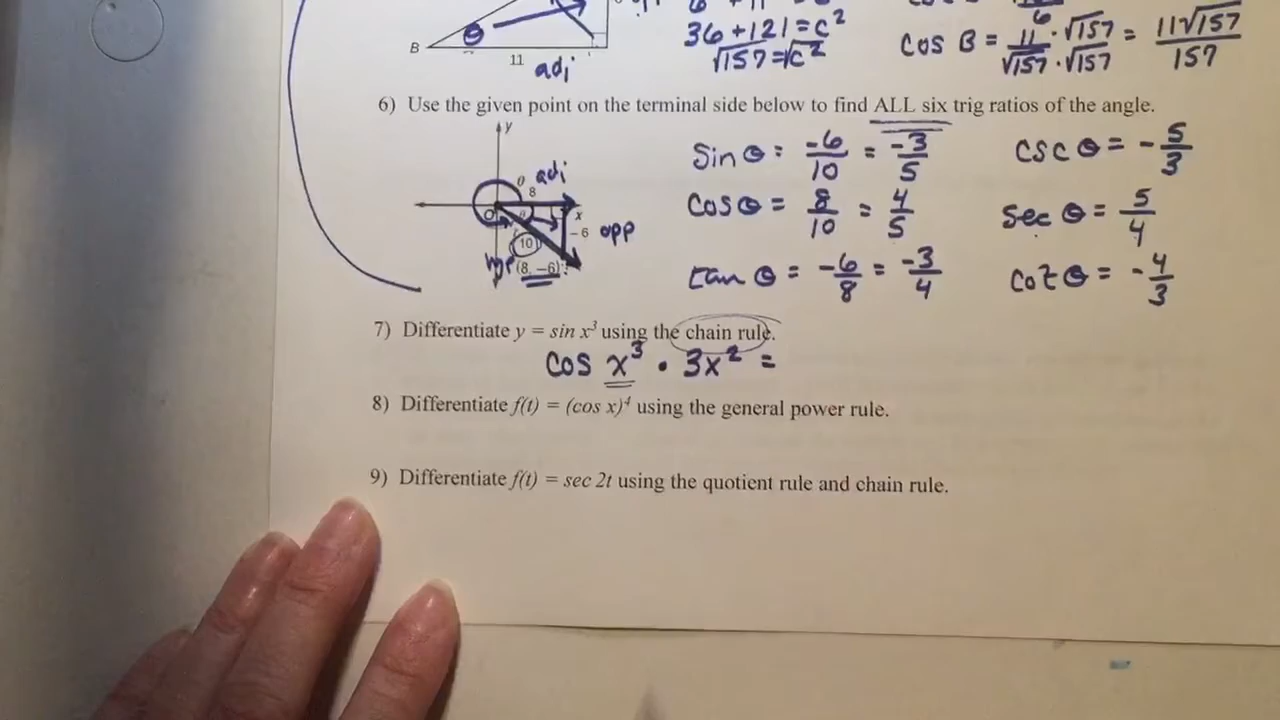 36 + 121 = c²
√157 = √c²
cos B = 11/√157 · √157/√157 = 11√157/157
B
11 adj
6) Use the given point on the terminal side below to find ALL six trig ratios of the angle.
y
θ adj
8
O
x
-6 opp
10
hyp (8, −6)
sin θ = -6/10 = -3/5
csc θ = -5/3
cos θ = 8/10 = 4/5
sec θ = 5/4
tan θ = -6/8 = -3/4
cot θ = -4/3
7) Differentiate y = sin x³ using the chain rule.
cos x³ · 3x² =
8) Differentiate f(t) = (cos x)⁴ using the general power rule.
9) Differentiate f(t) = sec 2t using the quotient rule and chain rule.